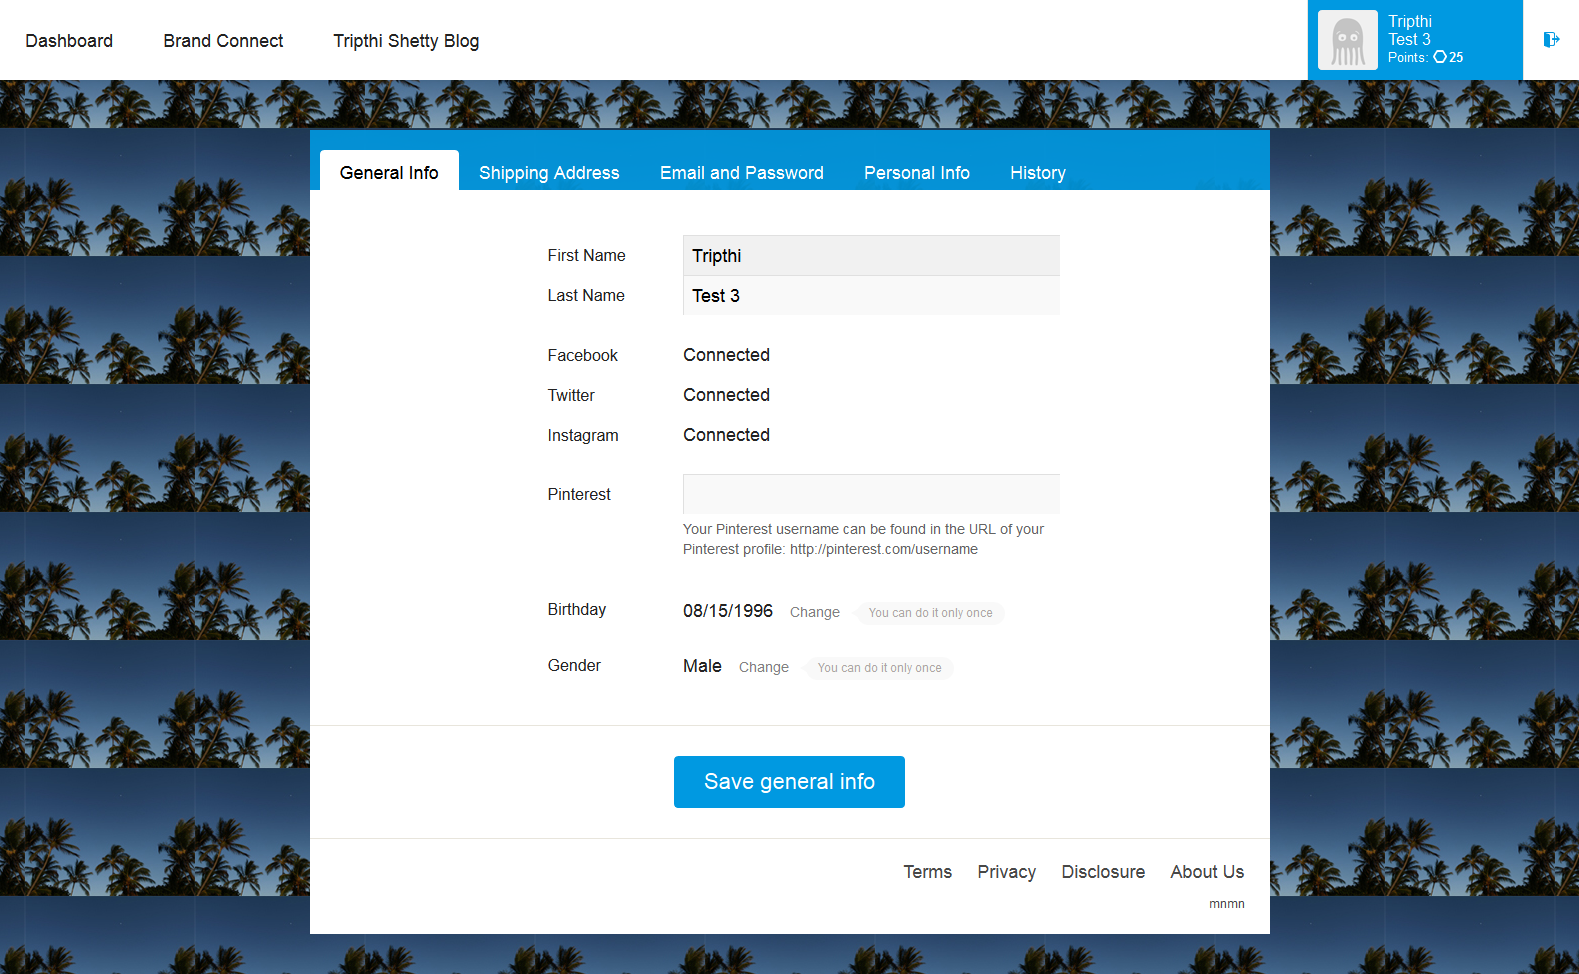 Dashboard
Brand Connect
Tripthi Shetty Blog
Tripthi
Test 3
Points: 25
General Info
Shipping Address
Email and Password
Personal Info
History
First Name
Tripthi
Last Name
Test 3
Facebook
Connected
Twitter
Connected
Instagram
Connected
Pinterest
Your Pinterest username can be found in the URL of your
Pinterest profile: http://pinterest.com/username
Birthday
08/15/1996
Change
You can do it only once
Gender
Male
Change
You can do it only once
Save general info
Terms
Privacy
Disclosure
About Us
mnmn